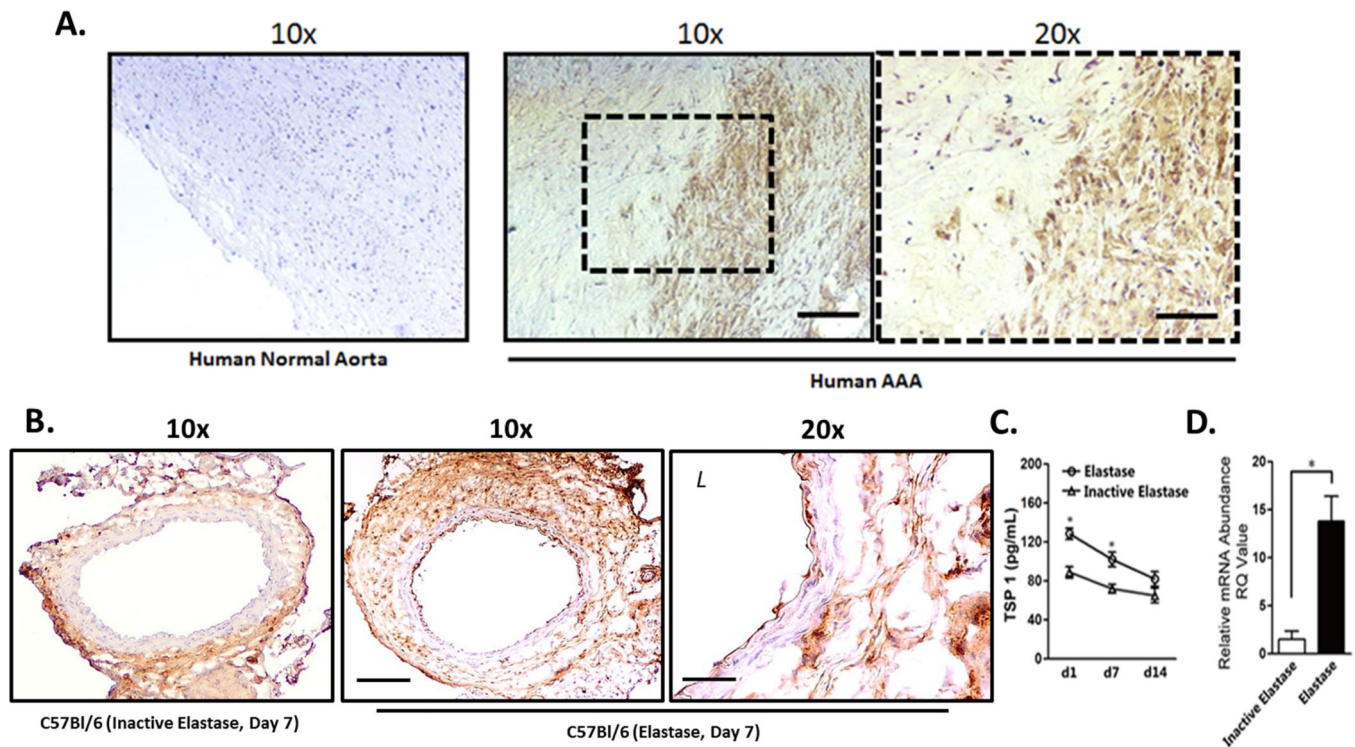 A.
10x
10x
20x
Human Normal Aorta
Human AAA
B.
10x
10x
20x
L
C57Bl/6 (Inactive Elastase, Day 7)
C57Bl/6 (Elastase, Day 7)
C.
TSP 1 (pg/mL)
200
160
120
80
40
0
Elastase
Inactive Elastase
*
*
d1
d7
d14
D.
Relative mRNA Abundance
RQ Value
20
15
10
5
0
*
Inactive Elastase
Elastase